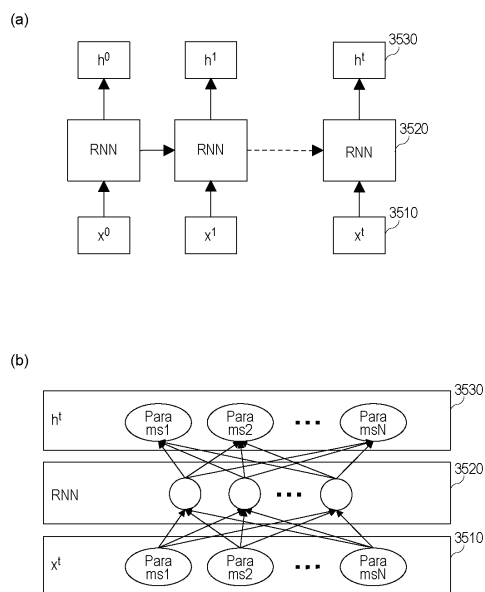 (a)
h⁰ h¹ hᵗ 3530
RNN RNN RNN 3520
x⁰ x¹ xᵗ 3510
(b)
3530
hᵗ Para Para ... Para
ms1 ms2 msN
3520
RNN ...
3510
xᵗ Para Para ... Para
ms1 ms2 msN